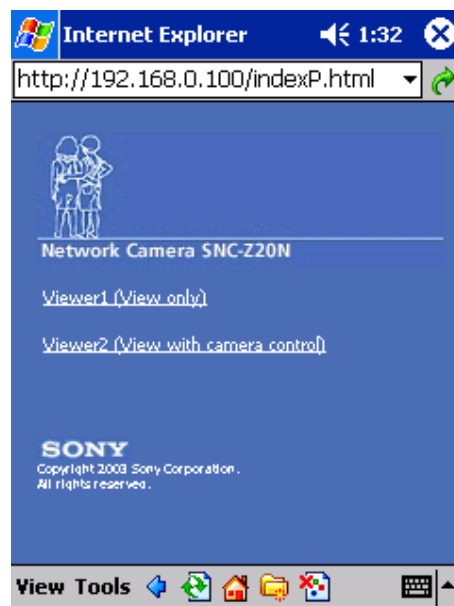 Internet Explorer 1:32
http://192.168.0.100/indexP.html
Network Camera SNC-Z20N
Viewer1 (View only)
Viewer2 (View with camera control)
SONY
Copyright 2003 Sony Corporation.
All rights reserved.
View Tools